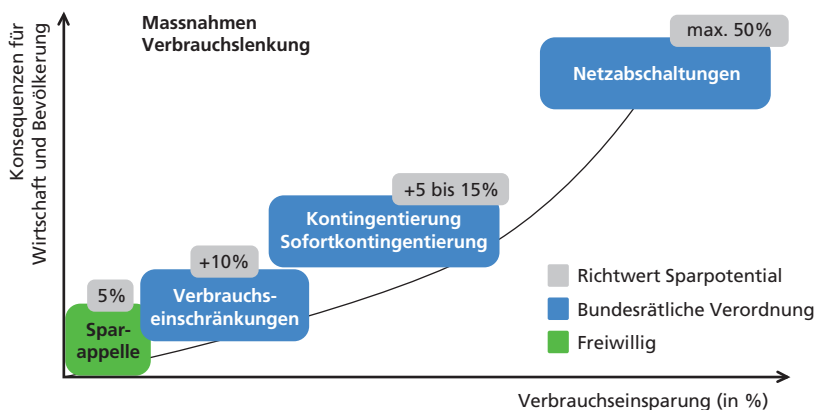 Massnahmen
Verbrauchslenkung
Konsequenzen für
Wirtschaft und Bevölkerung
max. 50%
Netzabschaltungen
+5 bis 15%
Kontingentierung
Sofortkontingentierung
+10%
Verbrauchs-
einschränkungen
5%
Spar-
appelle
Richtwert Sparpotential
Bundesrätliche Verordnung
Freiwillig
Verbrauchseinsparung (in %)